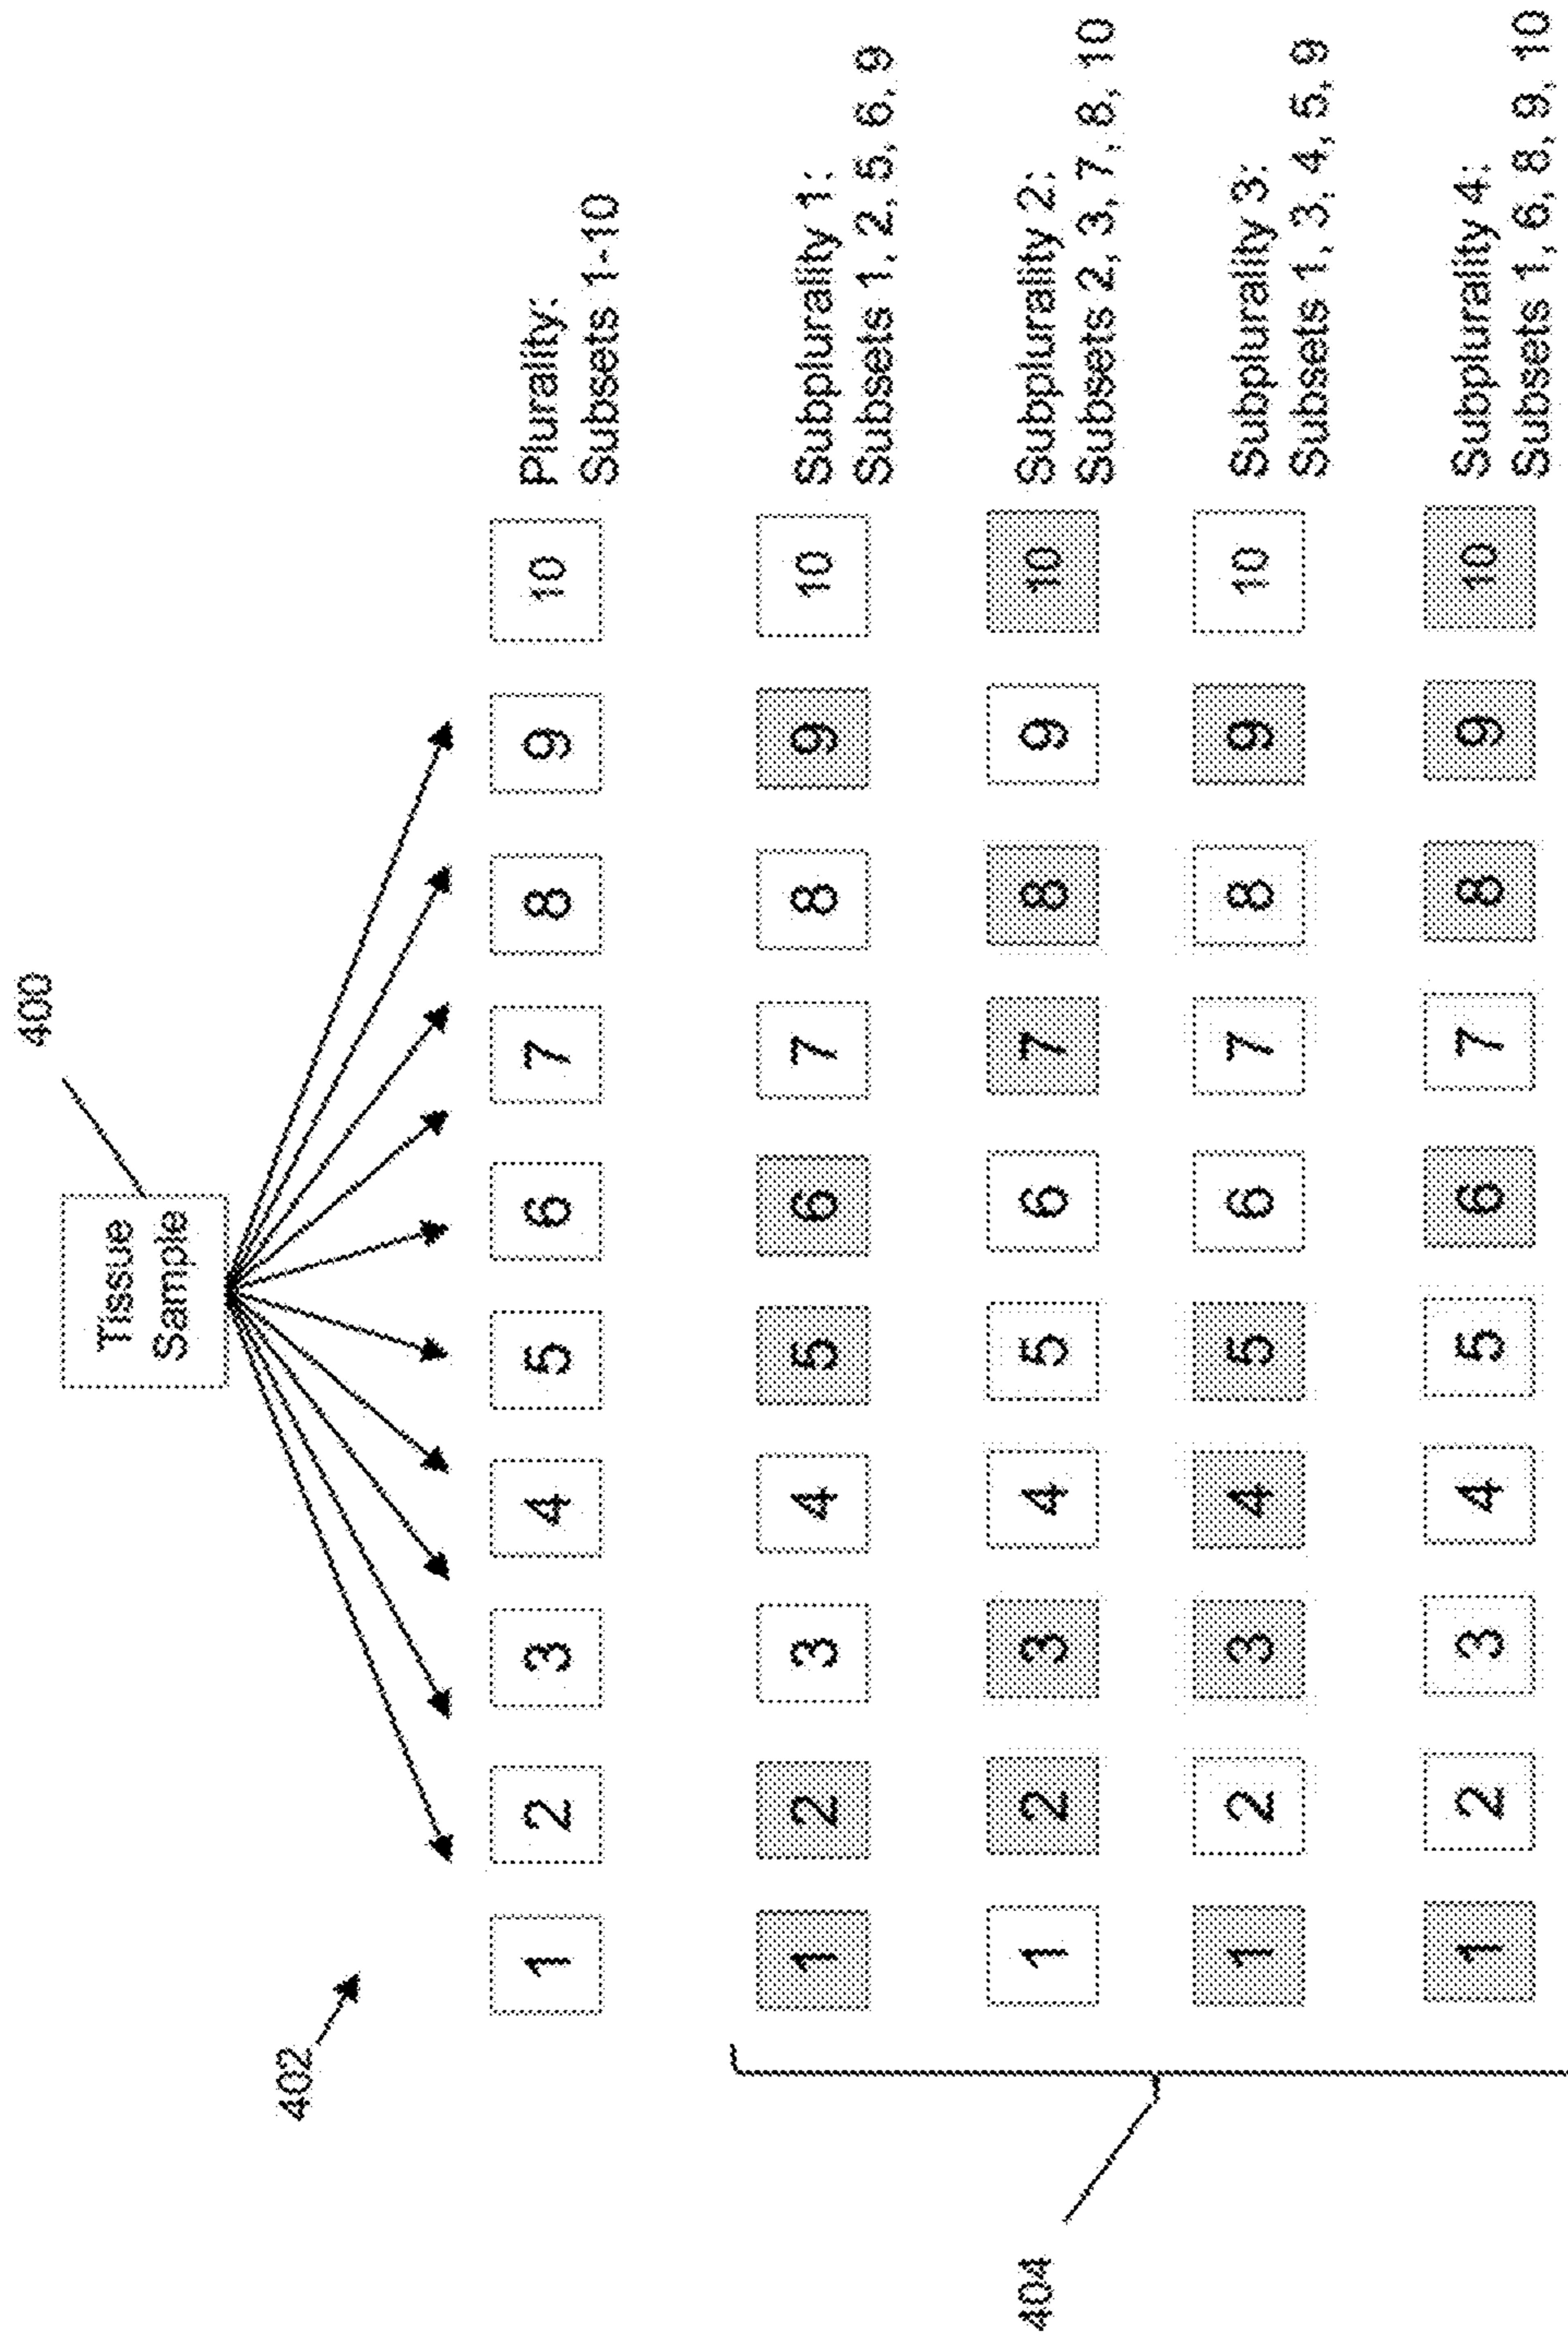 400
Tissue
Sample
402
1 2 3 4 5 6 7 8 9 10
Plurality:
Subsets 1-10
404
1 2 3 4 5 6 7 8 9 10
Subplurality 1:
Subsets 1, 2, 5, 6, 9
1 2 3 4 5 6 7 8 9 10
Subplurality 2:
Subsets 2, 3, 7, 8, 10
1 2 3 4 5 6 7 8 9 10
Subplurality 3:
Subsets 1, 3, 4, 5, 9
1 2 3 4 5 6 7 8 9 10
Subplurality 4:
Subsets 1, 6, 8, 9, 10